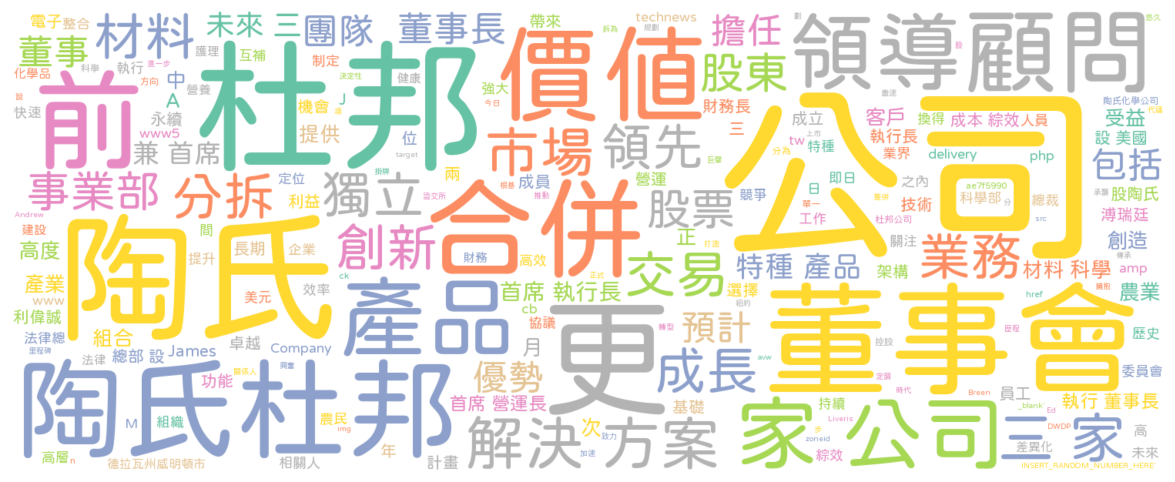 電子 整合
材料
未來 三
團隊
董事長
帶來
technews
擔任
領導 顧問
董事
護理
互補
制定
價值
股東
化學品
科學
執行
中
營養
健康
機會
強大
財務長
前
杜邦
A
J
快速
永續
提供
位
市場
領先
三
tw
成立
特種
客戶
換得
成本 綜效
人員
陶氏化學公司
受益
www5
兼 首席
target
兩
成員
營運
公司
執行長
業界
設 美國
delivery
php
包括
事業部
分拆
定位
利益
獨立
股票
競爭
日
即日
單一
工作
之內
ae7f5990
科學部
技術
總裁
股陶氏
溥瑞廷
Andrew
建設
間
合併
創新
正
杜邦公司
關注
src
創造
高度
陶氏
提升
長期
企業
財務
高效
交易
特種 產品
架構
業務
材料 科學
amp
產業
www
美元
效率
ck
產品
首席 執行長
cb
選擇
href
農業
利偉誠
法律總
組合
卓越
協議
更
預計
董事會
歷史
里程碑
法律
總部 設
James
Company
月
優勢
成長
控股
委員會
陶氏杜邦
功能
首席 營運長
基礎
家公司
持續
Breen
員工
_blank
Ed
執行 董事長
M
組織
農民
img
年
解決方案
次
致力
加速
步
Liveris
綜效
zoneid
差異化
DWDP
三家
高
未來
高層
n
德拉瓦州威明頓市
相關人
計畫
INSERT_RANDOM_NUMBER_HERE